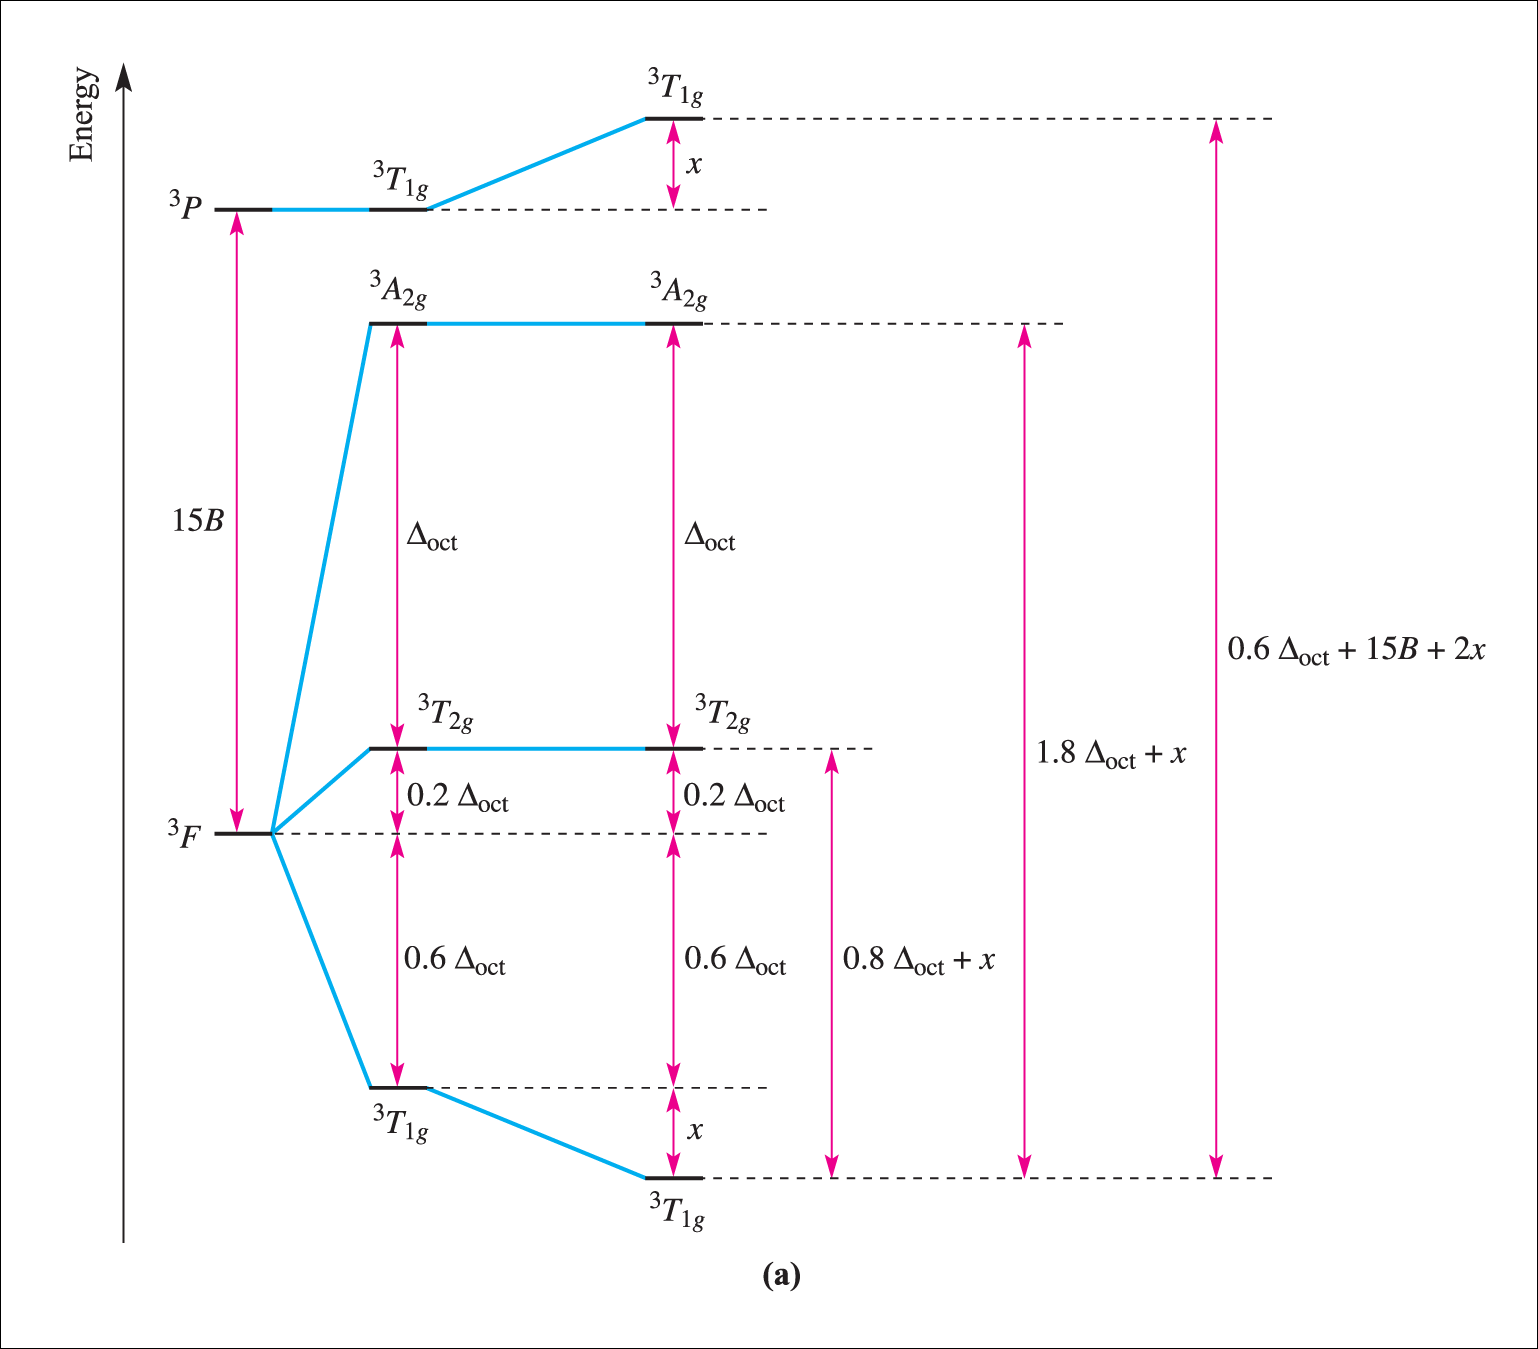 Energy
³T₁g
x
³T₁g
³P
³A₂g
³A₂g
15B
Δoct
Δoct
0.6 Δoct + 15B + 2x
³T₂g
³T₂g
1.8 Δoct + x
0.2 Δoct
0.2 Δoct
³F
0.6 Δoct
0.6 Δoct
0.8 Δoct + x
³T₁g
x
³T₁g
(a)